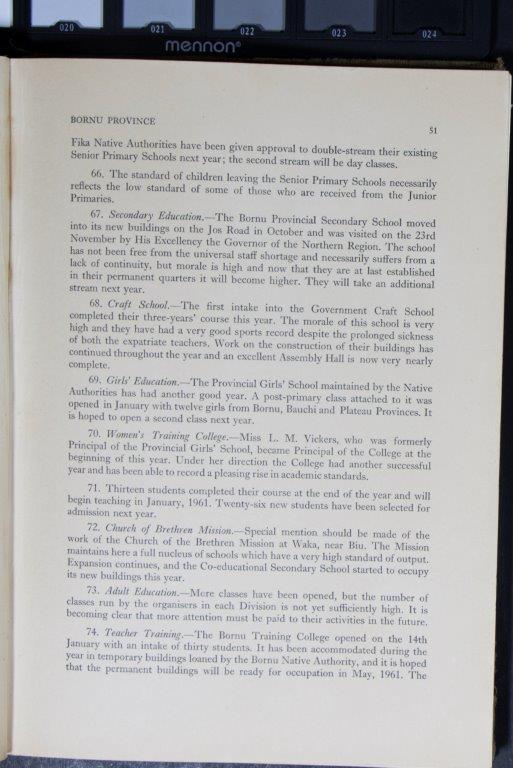 020 021 022 023 024
mennon®
BORNU PROVINCE
51
Fika Native Authorities have been given approval to double-stream their existing
Senior Primary Schools next year; the second stream will be day classes.
66. The standard of children leaving the Senior Primary Schools necessarily
reflects the low standard of some of those who are received from the Junior
Primaries.
67. Secondary Education.—The Bornu Provincial Secondary School moved
into its new buildings on the Jos Road in October and was visited on the 23rd
November by His Excellency the Governor of the Northern Region. The school
has not been free from the universal staff shortage and necessarily suffers from a
lack of continuity, but morale is high and now that they are at last established
in their permanent quarters it will become higher. They will take an additional
stream next year.
68. Craft School.—The first intake into the Government Craft School
completed their three-years' course this year. The morale of this school is very
high and they have had a very good sports record despite the prolonged sickness
of both the expatriate teachers. Work on the construction of their buildings has
continued throughout the year and an excellent Assembly Hall is now very nearly
complete.
69. Girls' Education.—The Provincial Girls' School maintained by the Native
Authorities has had another good year. A post-primary class attached to it was
opened in January with twelve girls from Bornu, Bauchi and Plateau Provinces. It
is hoped to open a second class next year.
70. Women's Training College.—Miss L. M. Vickers, who was formerly
Principal of the Provincial Girls' School, became Principal of the College at the
beginning of this year. Under her direction the College had another successful
year and has been able to record a pleasing rise in academic standards.
71. Thirteen students completed their course at the end of the year and will
begin teaching in January, 1961. Twenty-six new students have been selected for
admission next year.
72. Church of Brethren Mission.—Special mention should be made of the
work of the Church of the Brethren Mission at Waka, near Biu. The Mission
maintains here a full nucleus of schools which have a very high standard of output.
Expansion continues, and the Co-educational Secondary School started to occupy
its new buildings this year.
73. Adult Education.—More classes have been opened, but the number of
classes run by the organisers in each Division is not yet sufficiently high. It is
becoming clear that more attention must be paid to their activities in the future.
74. Teacher Training.—The Bornu Training College opened on the 14th
January with an intake of thirty students. It has been accommodated during the
year in temporary buildings loaned by the Bornu Native Authority, and it is hoped
that the permanent buildings will be ready for occupation in May, 1961. The